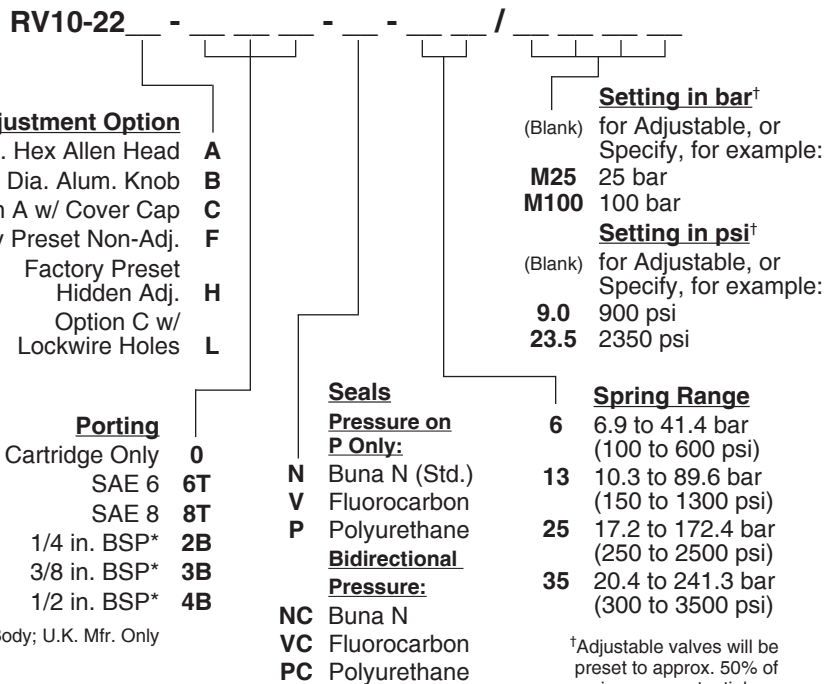 RV10-22__ - __ __ __ - __ - __ __ / __ __ __ __
Adjustment Option
. Hex Allen Head A
Dia. Alum. Knob B
A w/ Cover Cap C
Preset Non-Adj. F
Factory Preset
Hidden Adj. H
Option C w/
Lockwire Holes L
Porting
Cartridge Only 0
SAE 6 6T
SAE 8 8T
1/4 in. BSP* 2B
3/8 in. BSP* 3B
1/2 in. BSP* 4B
Body; U.K. Mfr. Only
Seals
Pressure on
P Only:
N Buna N (Std.)
V Fluorocarbon
P Polyurethane
Bidirectional
Pressure:
NC Buna N
VC Fluorocarbon
PC Polyurethane
Setting in bar†
(Blank) for Adjustable, or
Specify, for example:
M25 25 bar
M100 100 bar
Setting in psi†
(Blank) for Adjustable, or
Specify, for example:
9.0 900 psi
23.5 2350 psi
Spring Range
6 6.9 to 41.4 bar
(100 to 600 psi)
13 10.3 to 89.6 bar
(150 to 1300 psi)
25 17.2 to 172.4 bar
(250 to 2500 psi)
35 20.4 to 241.3 bar
(300 to 3500 psi)
†Adjustable valves will be
preset to approx. 50% of